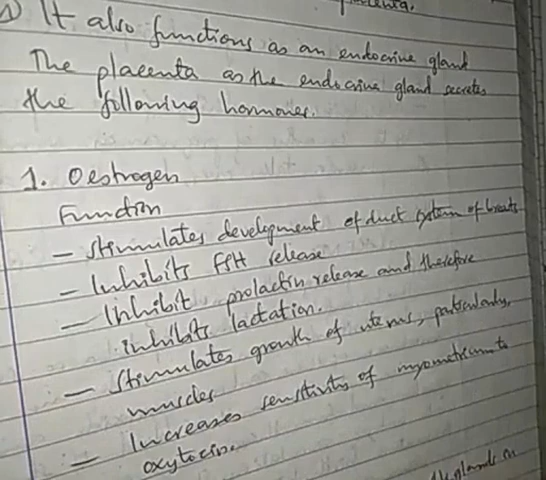 placenta.
It also functions as an endocrine gland
The placenta as the endocrine gland secretes
the following hormones.
1. Oestrogen
Function
- stimulates development of duct system of breasts
- Inhibits FSH release
- Inhibit prolactin release and therefore
inhibits lactation.
- Stimulates growth of uterus, particularly,
muscles
- Increases sensitivity of myometrium to
oxytocin.
glands